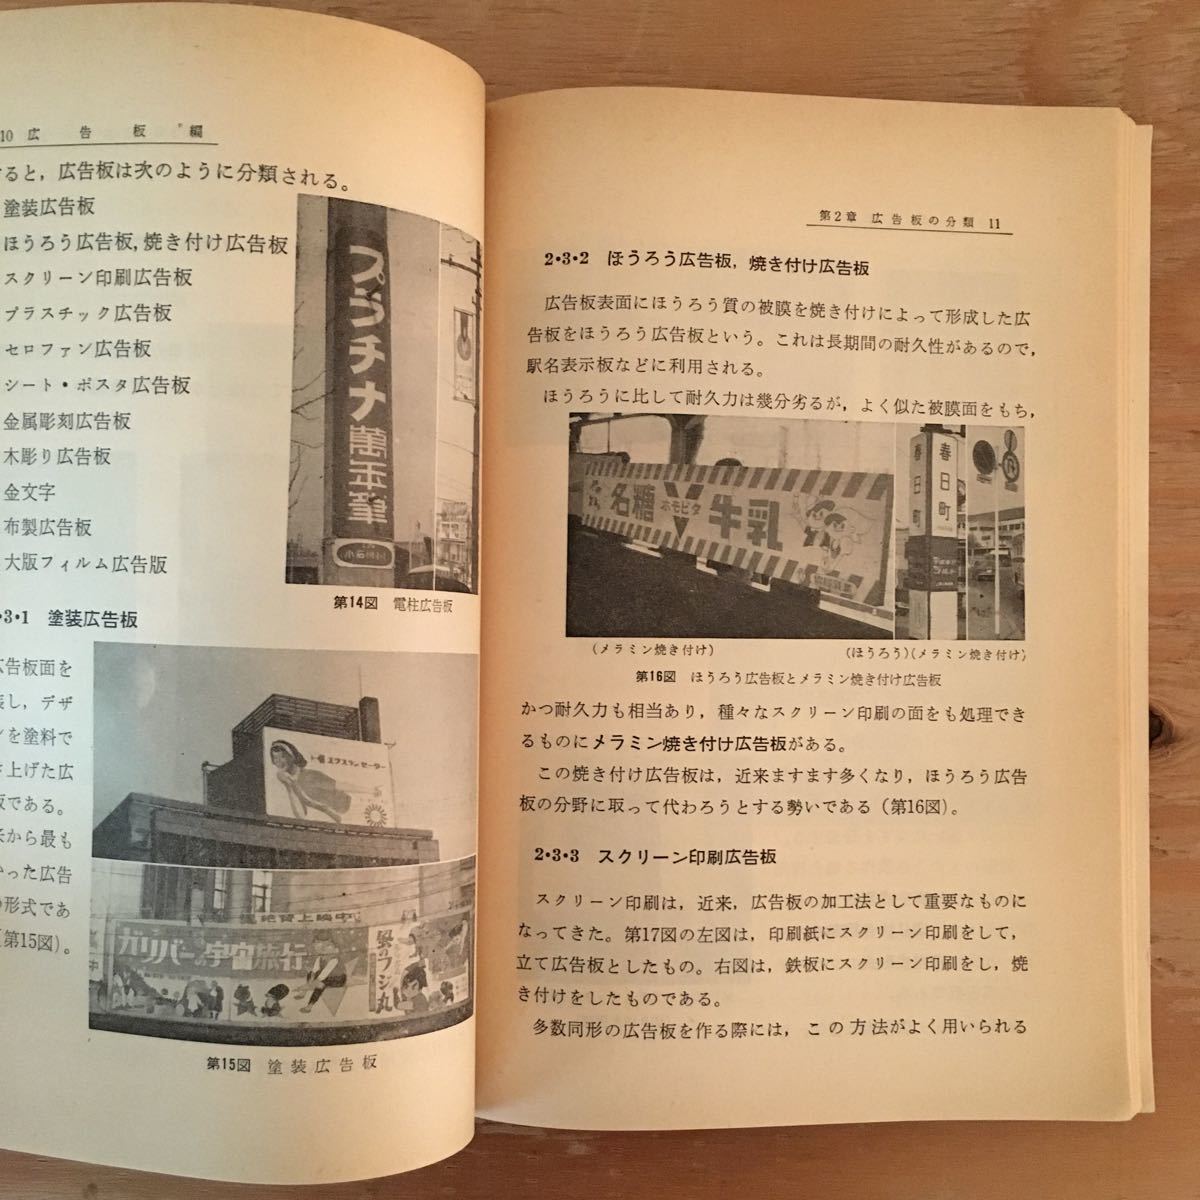 10 広告板編
ると，広告板は次のように分類される。
塗装広告板
ほうろう広告板，焼き付け広告板
スクリーン印刷広告板
プラスチック広告板
セロファン広告板
シート・ポスタ広告板
金属彫刻広告板
木彫り広告板
金文字
布製広告板
大版フィルム広告版
プラチナ萬年筆
小石川
第14図 電柱広告板
・3・1 塗装広告板
広告板面を
し，デザ
を塗料で
上げた広
板である。
から最も
かった広告
形式であ
（第15図）。
エクスランセーター
絶賛上映中
ガリバーの宇宙旅行
フジ丸
第15図 塗装広告板
第2章 広告板の分類 11
2・3・2 ほうろう広告板，焼き付け広告板
広告板表面にほうろう質の被膜を焼き付けによって形成した広
告板をほうろう広告板という。これは長期間の耐久性があるので，
駅名表示板などに利用される。
ほうろうに比して耐久力は幾分劣るが，よく似た被膜面をもち，
名糖 ホモビタ 牛乳
春日町
春日町
（メラミン焼き付け）
（ほうろう）（メラミン焼き付け）
第16図 ほうろう広告板とメラミン焼き付け広告板
かつ耐久力も相当あり，種々なスクリーン印刷の面をも処理でき
るものにメラミン焼き付け広告板がある。
この焼き付け広告板は，近来ますます多くなり，ほうろう広告
板の分野に取って代わろうとする勢いである（第16図）。
2・3・3 スクリーン印刷広告板
スクリーン印刷は，近来，広告板の加工法として重要なものに
なってきた。第17図の左図は，印刷紙にスクリーン印刷をして，
立て広告板としたもの。右図は，鉄板にスクリーン印刷をし，焼
き付けをしたものである。
多数同形の広告板を作る際には，この方法がよく用いられる